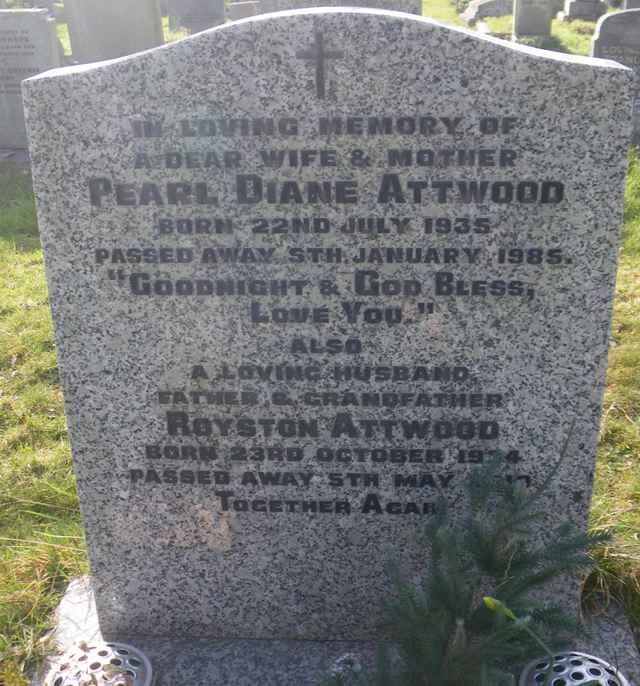 IN LOVING MEMORY OF
A DEAR WIFE & MOTHER
PEARL DIANE ATTWOOD
BORN 22ND JULY 1935
PASSED AWAY 5TH JANUARY 1985.
"GOODNIGHT & GOD BLESS,
LOVE YOU."
ALSO
A LOVING HUSBAND,
FATHER & GRANDFATHER
ROYSTON ATTWOOD
BORN 23RD OCTOBER
PASSED AWAY 5TH MAY
TOGETHER